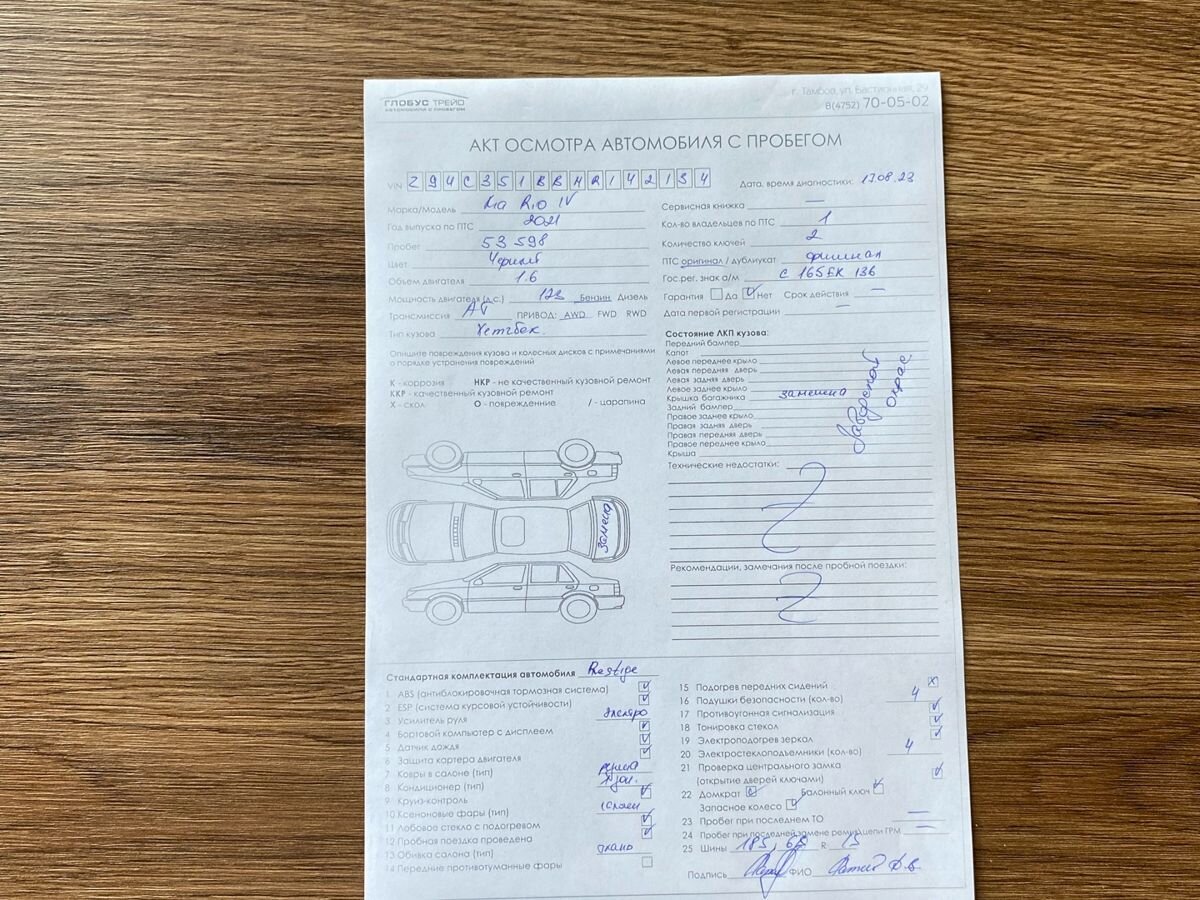 ГЛОБУС ТРЕЙД
АВТОМОБИЛИ С ПРОБЕГОМ
г. Тамбов, ул. Бастионная, 29
8(4752) 70-05-02
АКТ ОСМОТРА АВТОМОБИЛЯ С ПРОБЕГОМ
VIN Z94C351BBMR142134
Дата, время диагностики: 17.08.23
Марка/Модель Kia Rio IV
Год выпуска по ПТС 2021
Пробег 53 598
Цвет Черный
Объем двигателя 1.6
Мощность двигателя (л.с.) 123 Бензин Дизель
Трансмиссия АТ ПРИВОД: AWD FWD RWD
Тип кузова Хетчбек
Сервисная книжка —
Кол-во владельцев по ПТС 1
Количество ключей 2
ПТС оригинал / дубликат
Гос.рег. знак а/м С 165ЕК 136
Гарантия Да Нет Срок действия —
Дата первой регистрации —
Опишите повреждения кузова и колесных дисков с примечаниями
о порядке устранения повреждений
К - коррозия НКР - не качественный кузовной ремонт
ККР - качественный кузовной ремонт
Х - скол О - повреждение / - царапина
замена
Состояние ЛКП кузова:
Передний бампер
Капот
Левое переднее крыло
Левая передняя дверь
Левая задняя дверь
Левое заднее крыло
Крышка багажника замена
Задний бампер
Правое заднее крыло
Правая задняя дверь
Правая передняя дверь
Правое переднее крыло
Крыша
Заводской окрас
Технические недостатки:
Рекомендации, замечания после пробной поездки:
Стандартная комплектация автомобиля Prestige
1 ABS (антиблокировочная тормозная система)
2 ESP (система курсовой устойчивости)
3 Усилитель руля электро
4 Бортовой компьютер с дисплеем
5 Датчик дождя
6 Защита картера двигателя
7 Ковры в салоне (тип) резина
8 Кондиционер (тип)
9 Круиз-контроль
10 Ксеноновые фары (тип)
11 Лобовое стекло с подогревом
12 Пробная поездка проведена
13 Обивка салона (тип) ткань
14 Передние противотуманные фары
15 Подогрев передних сидений
16 Подушки безопасности (кол-во) 4
17 Противоугонная сигнализация
18 Тонировка стекол
19 Электроподогрев зеркал
20 Электростеклоподъемники (кол-во) 4
21 Проверка центрального замка
(открытие дверей ключами)
22 Домкрат Балонный ключ
Запасное колесо
23 Пробег при последнем ТО —
24 Пробег при последней замене ремня/цепи ГРМ —
25 Шины 185, 65 R 15
Подпись ФИО